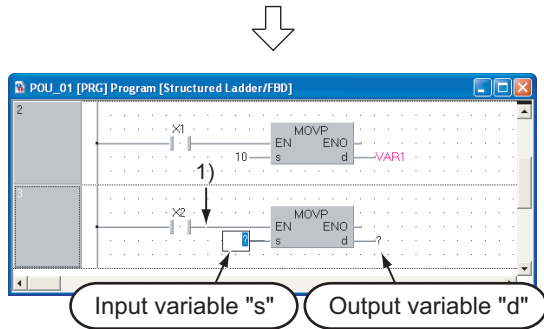 POU_01 [PRG] Program [Structured Ladder/FBD]
2
X1
MOVP
EN ENO
10 s d VAR1
1)
3
X2
MOVP
EN ENO
? s d ?
Input variable "s" Output variable "d"